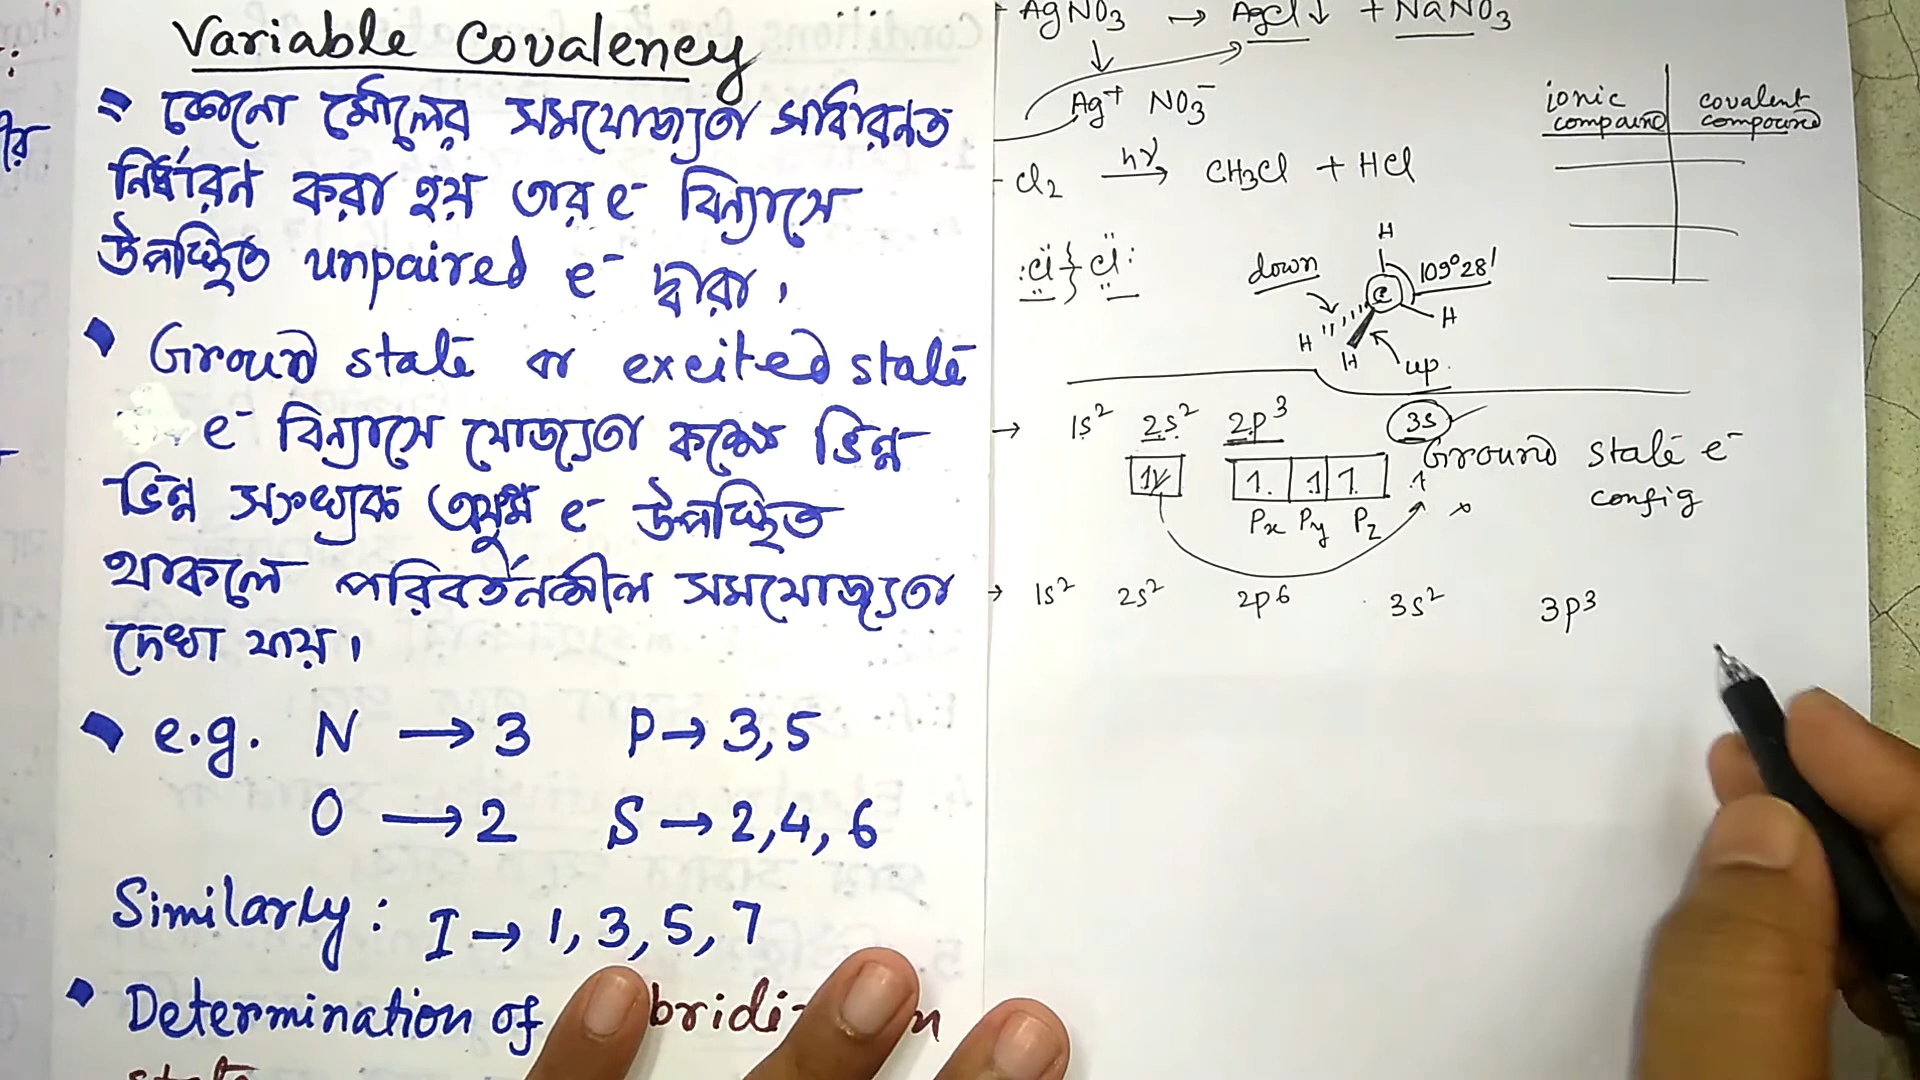 Variable Covalency
কোনো মৌলের সমযোজ্যতা সাধারনত
নির্ধারন করা হয় তার e⁻ বিন্যাসে
উপস্থিত unpaired e⁻ দ্বারা।
Ground state বা excited state
e⁻ বিন্যাসে যোজ্যতা কক্ষে ভিন্ন
ভিন্ন সংখ্যক অযুগ্ম e⁻ উপস্থিত
থাকলে পরিবর্তনশীল সমযোজ্যতা
দেখা যায়।
e.g. N → 3 P → 3, 5
O → 2 S → 2, 4, 6
Similarly: I → 1, 3, 5, 7
Determination of
+ AgNO₃ → AgCl↓ + NaNO₃
Ag⁺ NO₃⁻
Cl₂ hν → CH₃Cl + HCl
:Cl Cl:
ionic compound
covalent compound
down
H
C
109°28'
H
H
H
up
→ 1s² 2s² 2p³ 3s
Ground state e⁻
config
Px Py Pz
→ 1s² 2s² 2p⁶ 3s² 3p³